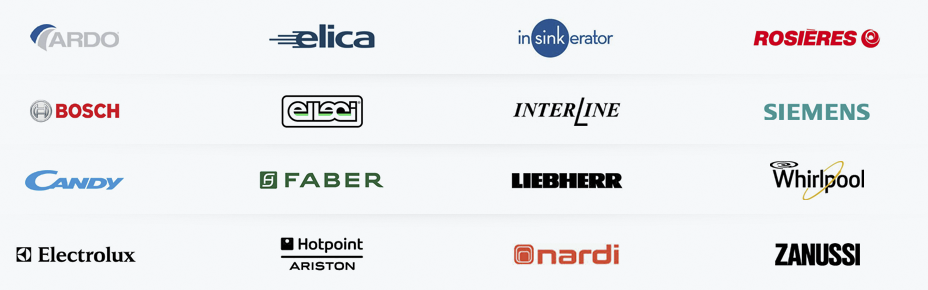 ARDO
elica
insinkerator
ROSIÈRES
BOSCH
elleci
INTERLINE
SIEMENS
CANDY
FABER
LIEBHERR
Whirlpool
Electrolux
Hotpoint
ARISTON
nardi
ZANUSSI